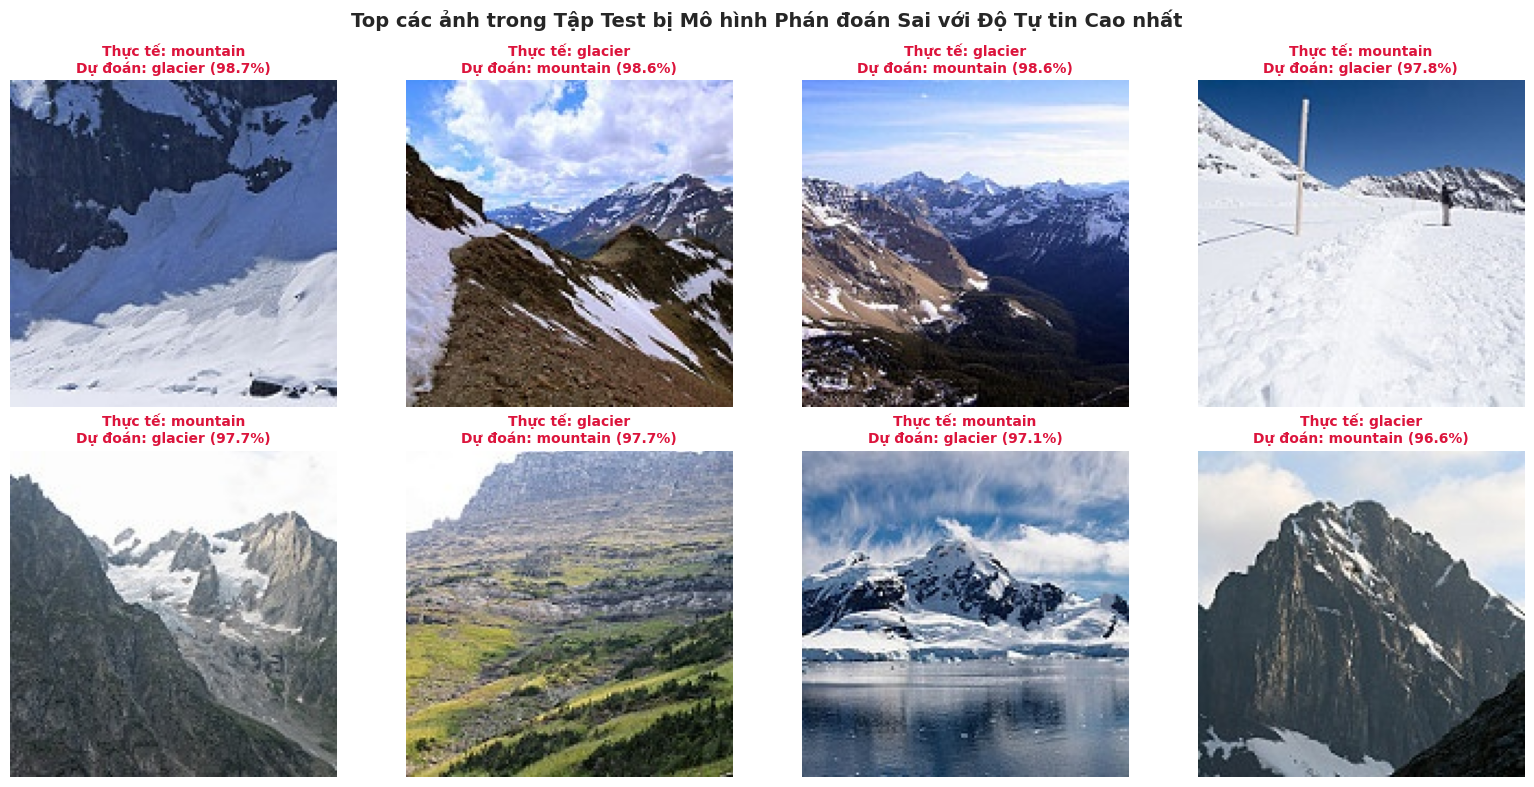 Top các ảnh trong Tập Test bị Mô hình Phán đoán Sai với Độ Tự tin Cao nhất
Thực tế: mountain
Dự đoán: glacier (98.7%)
Thực tế: glacier
Dự đoán: mountain (98.6%)
Thực tế: glacier
Dự đoán: mountain (98.6%)
Thực tế: mountain
Dự đoán: glacier (97.8%)
Thực tế: mountain
Dự đoán: glacier (97.7%)
Thực tế: glacier
Dự đoán: mountain (97.7%)
Thực tế: mountain
Dự đoán: glacier (97.1%)
Thực tế: glacier
Dự đoán: mountain (96.6%)